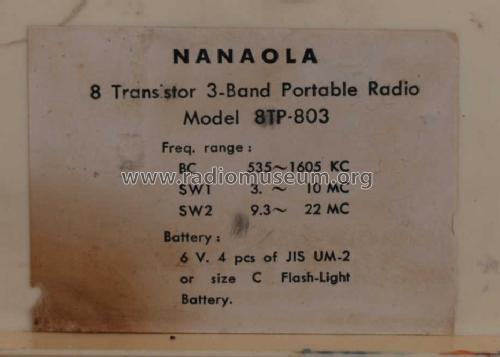 NANAOLA
8 Transistor 3-Band Portable Radio
Model 8TP-803
Freq. range :
BC 535~1605 KC
www.radiomuseum.org
SW1 3. ~ 10 MC
SW2 9.3~ 22 MC
Battery :
6 V. 4 pcs of JIS UM-2
or size C Flash-Light
Battery.